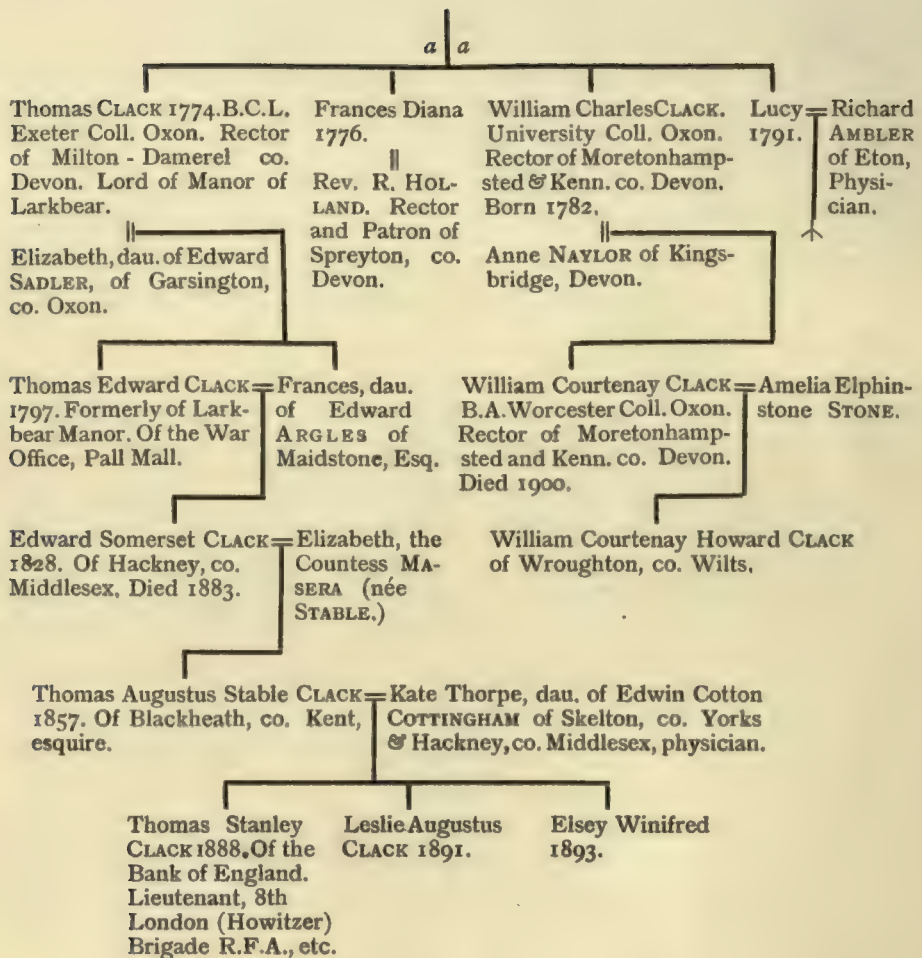 a a
Thomas CLACK 1774. B.C.L.
Exeter Coll. Oxon. Rector
of Milton - Damerel co.
Devon. Lord of Manor of
Larkbear.
Elizabeth, dau. of Edward
SADLER, of Garsington,
co. Oxon.
Frances Diana
1776.
Rev. R. HOL-
LAND. Rector
and Patron of
Spreyton, co.
Devon.
William Charles CLACK.
University Coll. Oxon.
Rector of Moretonhamp-
sted & Kenn. co. Devon.
Born 1782.
Anne NAYLOR of Kings-
bridge, Devon.
Lucy
1791.
= Richard
AMBLER
of Eton,
Physi-
cian.
Thomas Edward CLACK =
1797. Formerly of Lark-
bear Manor. Of the War
Office, Pall Mall.
Frances, dau.
of Edward
ARGLES of
Maidstone, Esq.
William Courtenay CLACK =
B.A. Worcester Coll. Oxon.
Rector of Moretonhamp-
sted and Kenn. co. Devon.
Died 1900.
Amelia Elphin-
stone STONE.
Edward Somerset CLACK =
1828. Of Hackney, co.
Middlesex. Died 1883.
Elizabeth, the
Countess MA-
SERA (née
STABLE.)
William Courtenay Howard CLACK
of Wroughton, co. Wilts.
Thomas Augustus Stable CLACK =
1857. Of Blackheath, co. Kent,
esquire.
Kate Thorpe, dau. of Edwin Cotton
COTTINGHAM of Skelton, co. Yorks
& Hackney, co. Middlesex, physician.
Thomas Stanley
CLACK 1888. Of the
Bank of England.
Lieutenant, 8th
London (Howitzer)
Brigade R.F.A., etc.
Leslie Augustus
CLACK 1891.
Elsey Winifred
1893.